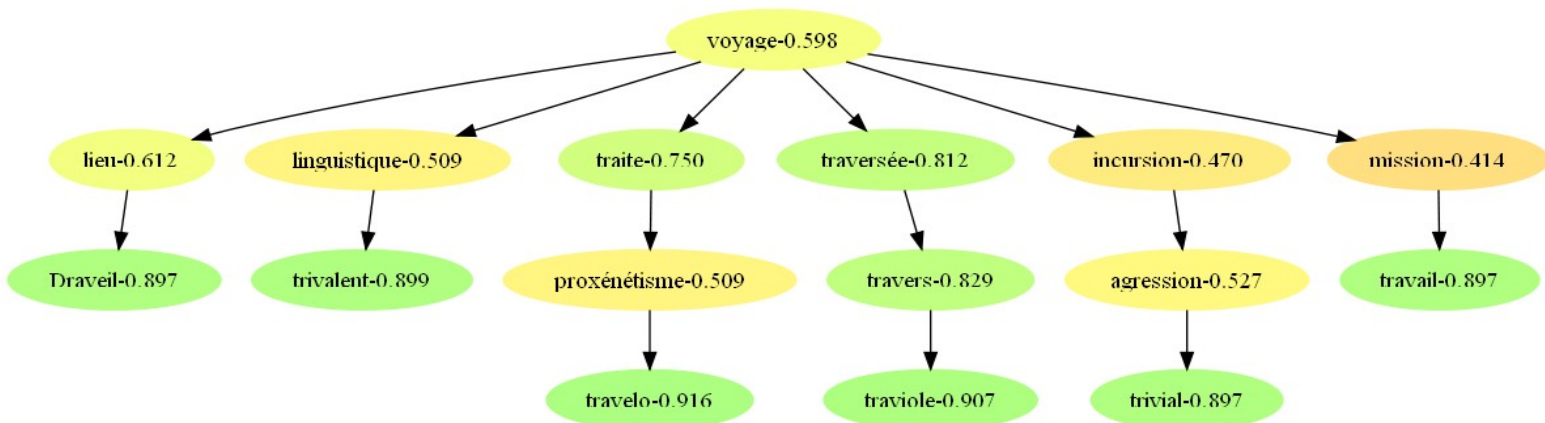 voyage-0.598
lieu-0.612
linguistique-0.509
traite-0.750
traversée-0.812
incursion-0.470
mission-0.414
Draveil-0.897
trivalent-0.899
proxénétisme-0.509
travers-0.829
agression-0.527
travail-0.897
travelo-0.916
traviole-0.907
trivial-0.897